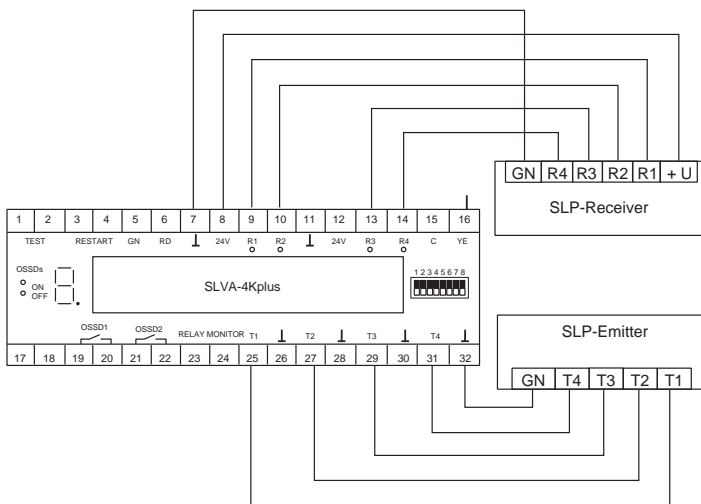 GN R4 R3 R2 R1 + U
SLP-Receiver
1 2 3 4 5 6 7 8 9 10 11 12 13 14 15 16
TEST RESTART GN RD ⊥ 24V R1 R2 ⊥ 24V R3 R4 C YE
OSSDs
ON
OFF
8.
SLVA-4Kplus
1 2 3 4 5 6 7 8
OSSD1 OSSD2 RELAY MONITOR T1 ⊥ T2 ⊥ T3 ⊥ T4 ⊥
17 18 19 20 21 22 23 24 25 26 27 28 29 30 31 32
SLP-Emitter
GN T4 T3 T2 T1